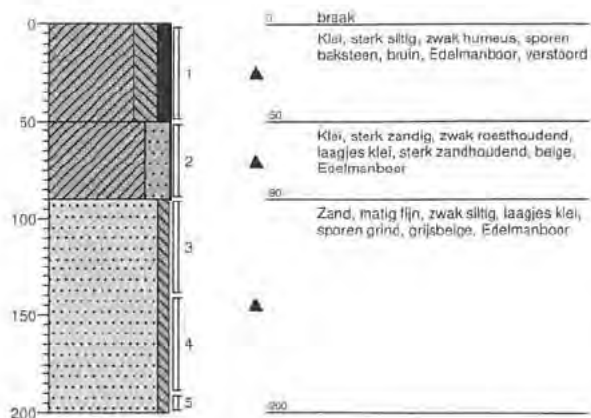 0
50
100
150
200
1
2
3
4
5
0 braak
Klei, sterk siltig, zwak humeus, sporen
baksteen, bruin, Edelmanboor, verstoord
50
Klei, sterk zandig, zwak roesthoudend,
laagjes klei, sterk zandhoudend, beige,
Edelmanboor
90
Zand, matig fijn, zwak siltig, laagjes klei,
sporen grind, grijsbeige, Edelmanboor
200